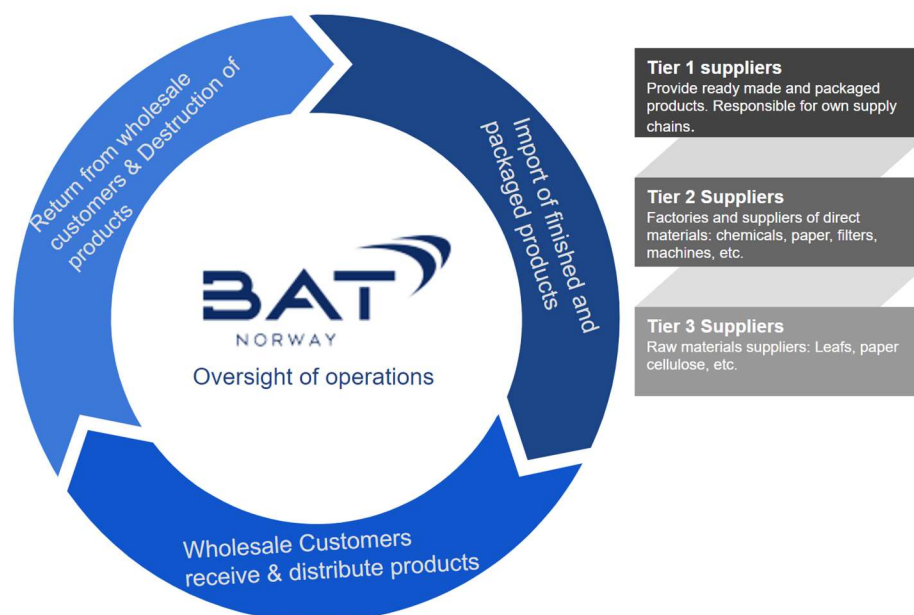 Return from wholesale
customers & Destruction of
products
Import of finished and
packaged products
BAT
NORWAY
Oversight of operations
Wholesale Customers
receive & distribute products
Tier 1 suppliers
Provide ready made and packaged
products. Responsible for own supply
chains.
Tier 2 Suppliers
Factories and suppliers of direct
materials: chemicals, paper, filters,
machines, etc.
Tier 3 Suppliers
Raw materials suppliers: Leafs, paper
cellulose, etc.